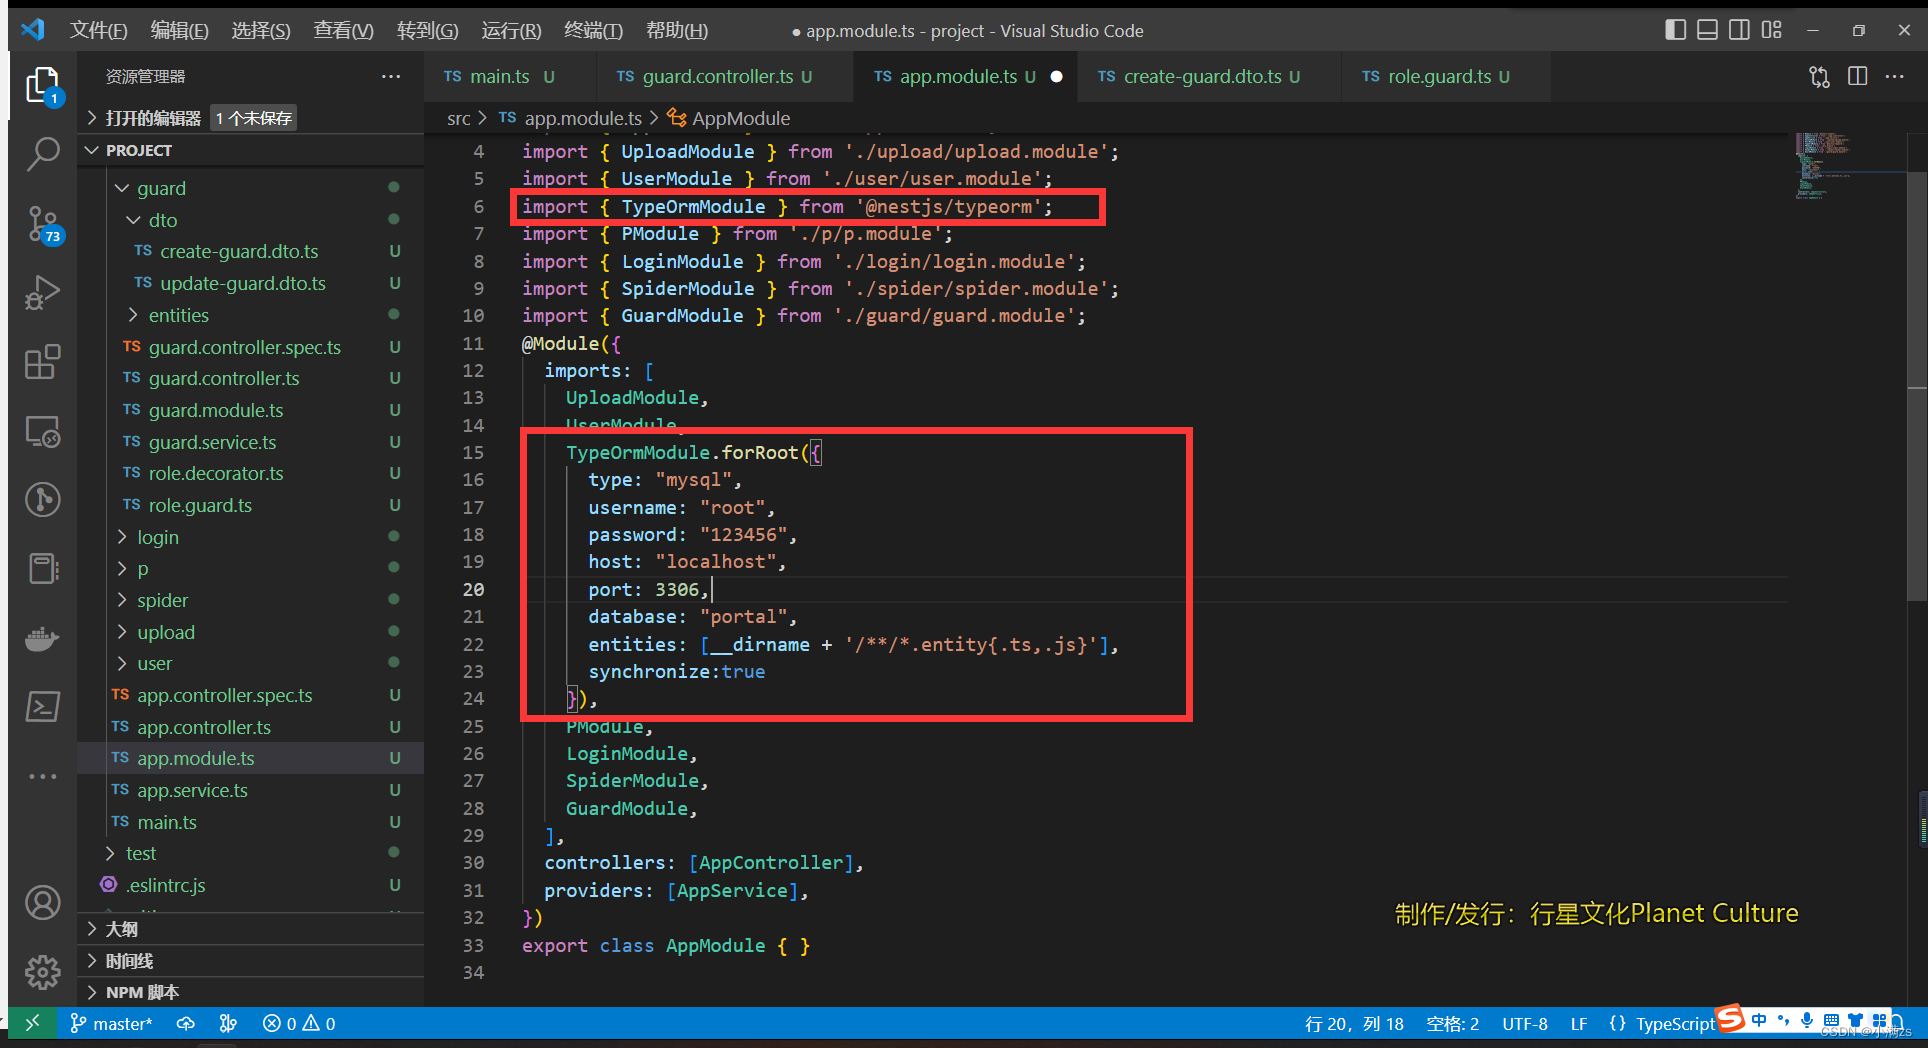 文件(F) 编辑(E) 选择(S) 查看(V) 转到(G) 运行(R) 终端(T) 帮助(H) ● app.module.ts - project - Visual Studio Code
资源管理器 ···
打开的编辑器 1 个未保存
PROJECT
guard
dto
TS create-guard.dto.ts U
TS update-guard.dto.ts U
entities
TS guard.controller.spec.ts U
TS guard.controller.ts U
TS guard.module.ts U
TS guard.service.ts U
TS role.decorator.ts U
TS role.guard.ts U
login
p
spider
upload
user
TS app.controller.spec.ts U
TS app.controller.ts U
TS app.module.ts U
TS app.service.ts U
TS main.ts U
test
.eslintrc.js U
大纲
时间线
NPM 脚本
1
73
TS main.ts U TS guard.controller.ts U TS app.module.ts U ● TS create-guard.dto.ts U TS role.guard.ts U
src > TS app.module.ts > AppModule
4 import { UploadModule } from './upload/upload.module';
5 import { UserModule } from './user/user.module';
6 import { TypeOrmModule } from '@nestjs/typeorm';
7 import { PModule } from './p/p.module';
8 import { LoginModule } from './login/login.module';
9 import { SpiderModule } from './spider/spider.module';
10 import { GuardModule } from './guard/guard.module';
11 @Module({
12 imports: [
13 UploadModule,
14 UserModule,
15 TypeOrmModule.forRoot({
16 type: "mysql",
17 username: "root",
18 password: "123456",
19 host: "localhost",
20 port: 3306,
21 database: "portal",
22 entities: [__dirname + '/**/*.entity{.ts,.js}'],
23 synchronize:true
24 }),
25 PModule,
26 LoginModule,
27 SpiderModule,
28 GuardModule,
29 ],
30 controllers: [AppController],
31 providers: [AppService],
32 })
33 export class AppModule { }
34
制作/发行：行星文化Planet Culture
master* 0 0 行 20，列 18 空格: 2 UTF-8 LF {} TypeScript 中
CSDN @小满zs